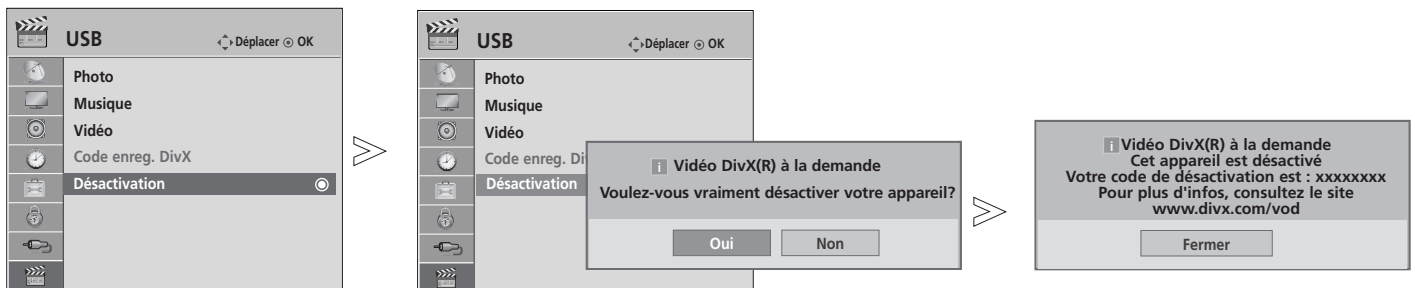 USB
Déplacer OK
Photo
Musique
Vidéo
Code enreg. DivX
Désactivation
USB
Déplacer OK
Photo
Musique
Vidéo
Code enreg. Di
Désactivation
i Vidéo DivX(R) à la demande
Voulez-vous vraiment désactiver votre appareil?
Oui Non
i Vidéo DivX(R) à la demande
Cet appareil est désactivé
Votre code de désactivation est : xxxxxxxx
Pour plus d'infos, consultez le site
www.divx.com/vod
Fermer